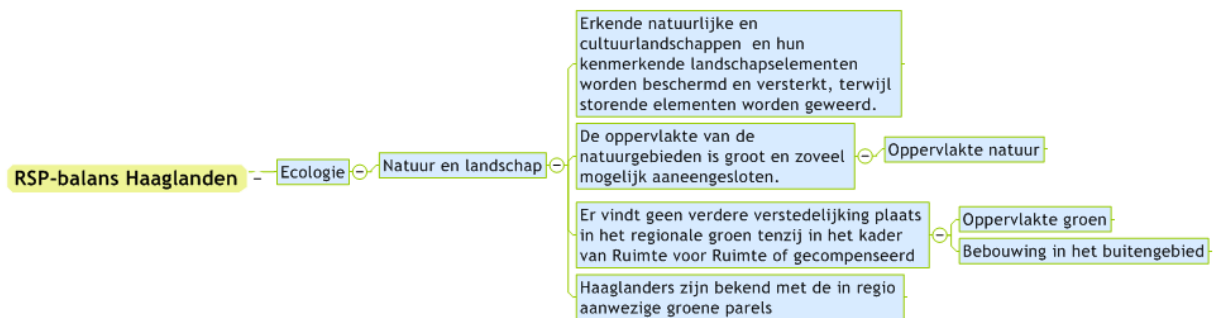 RSP-balans Haaglanden
Ecologie
Natuur en landschap
Erkende natuurlijke en
cultuurlandschappen en hun
kenmerkende landschapselementen
worden beschermd en versterkt, terwijl
storende elementen worden geweerd.
De oppervlakte van de
natuurgebieden is groot en zoveel
mogelijk aaneengesloten.
Oppervlakte natuur
Er vindt geen verdere verstedelijking plaats
in het regionale groen tenzij in het kader
van Ruimte voor Ruimte of gecompenseerd
Oppervlakte groen
Bebouwing in het buitengebied
Haaglanders zijn bekend met de in regio
aanwezige groene parels